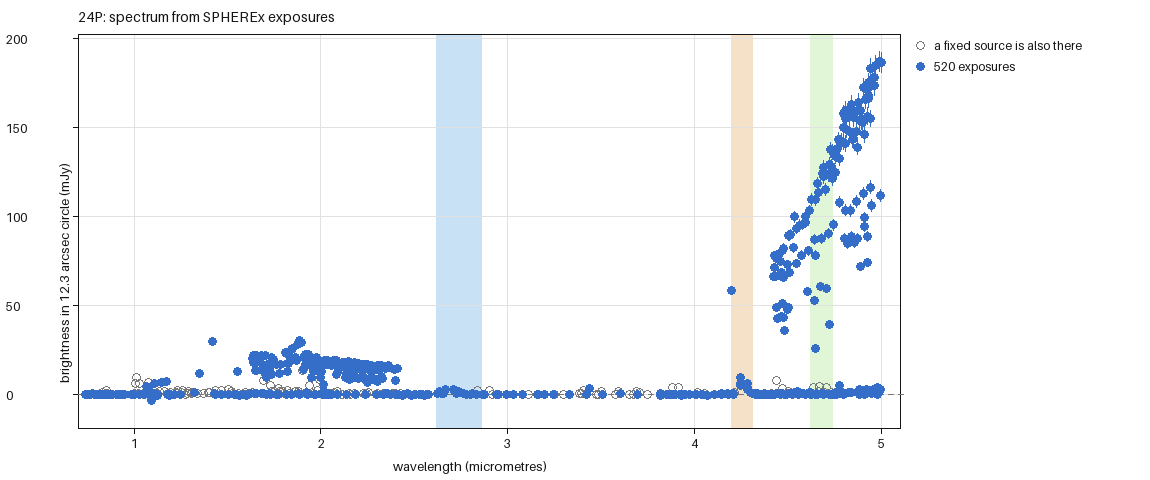 24P: spectrum from SPHEREx exposures
a fixed source is also there
520 exposures
brightness in 12.3 arcsec circle (mJy)
200
150
100
50
0
1 2 3 4 5
wavelength (micrometres)